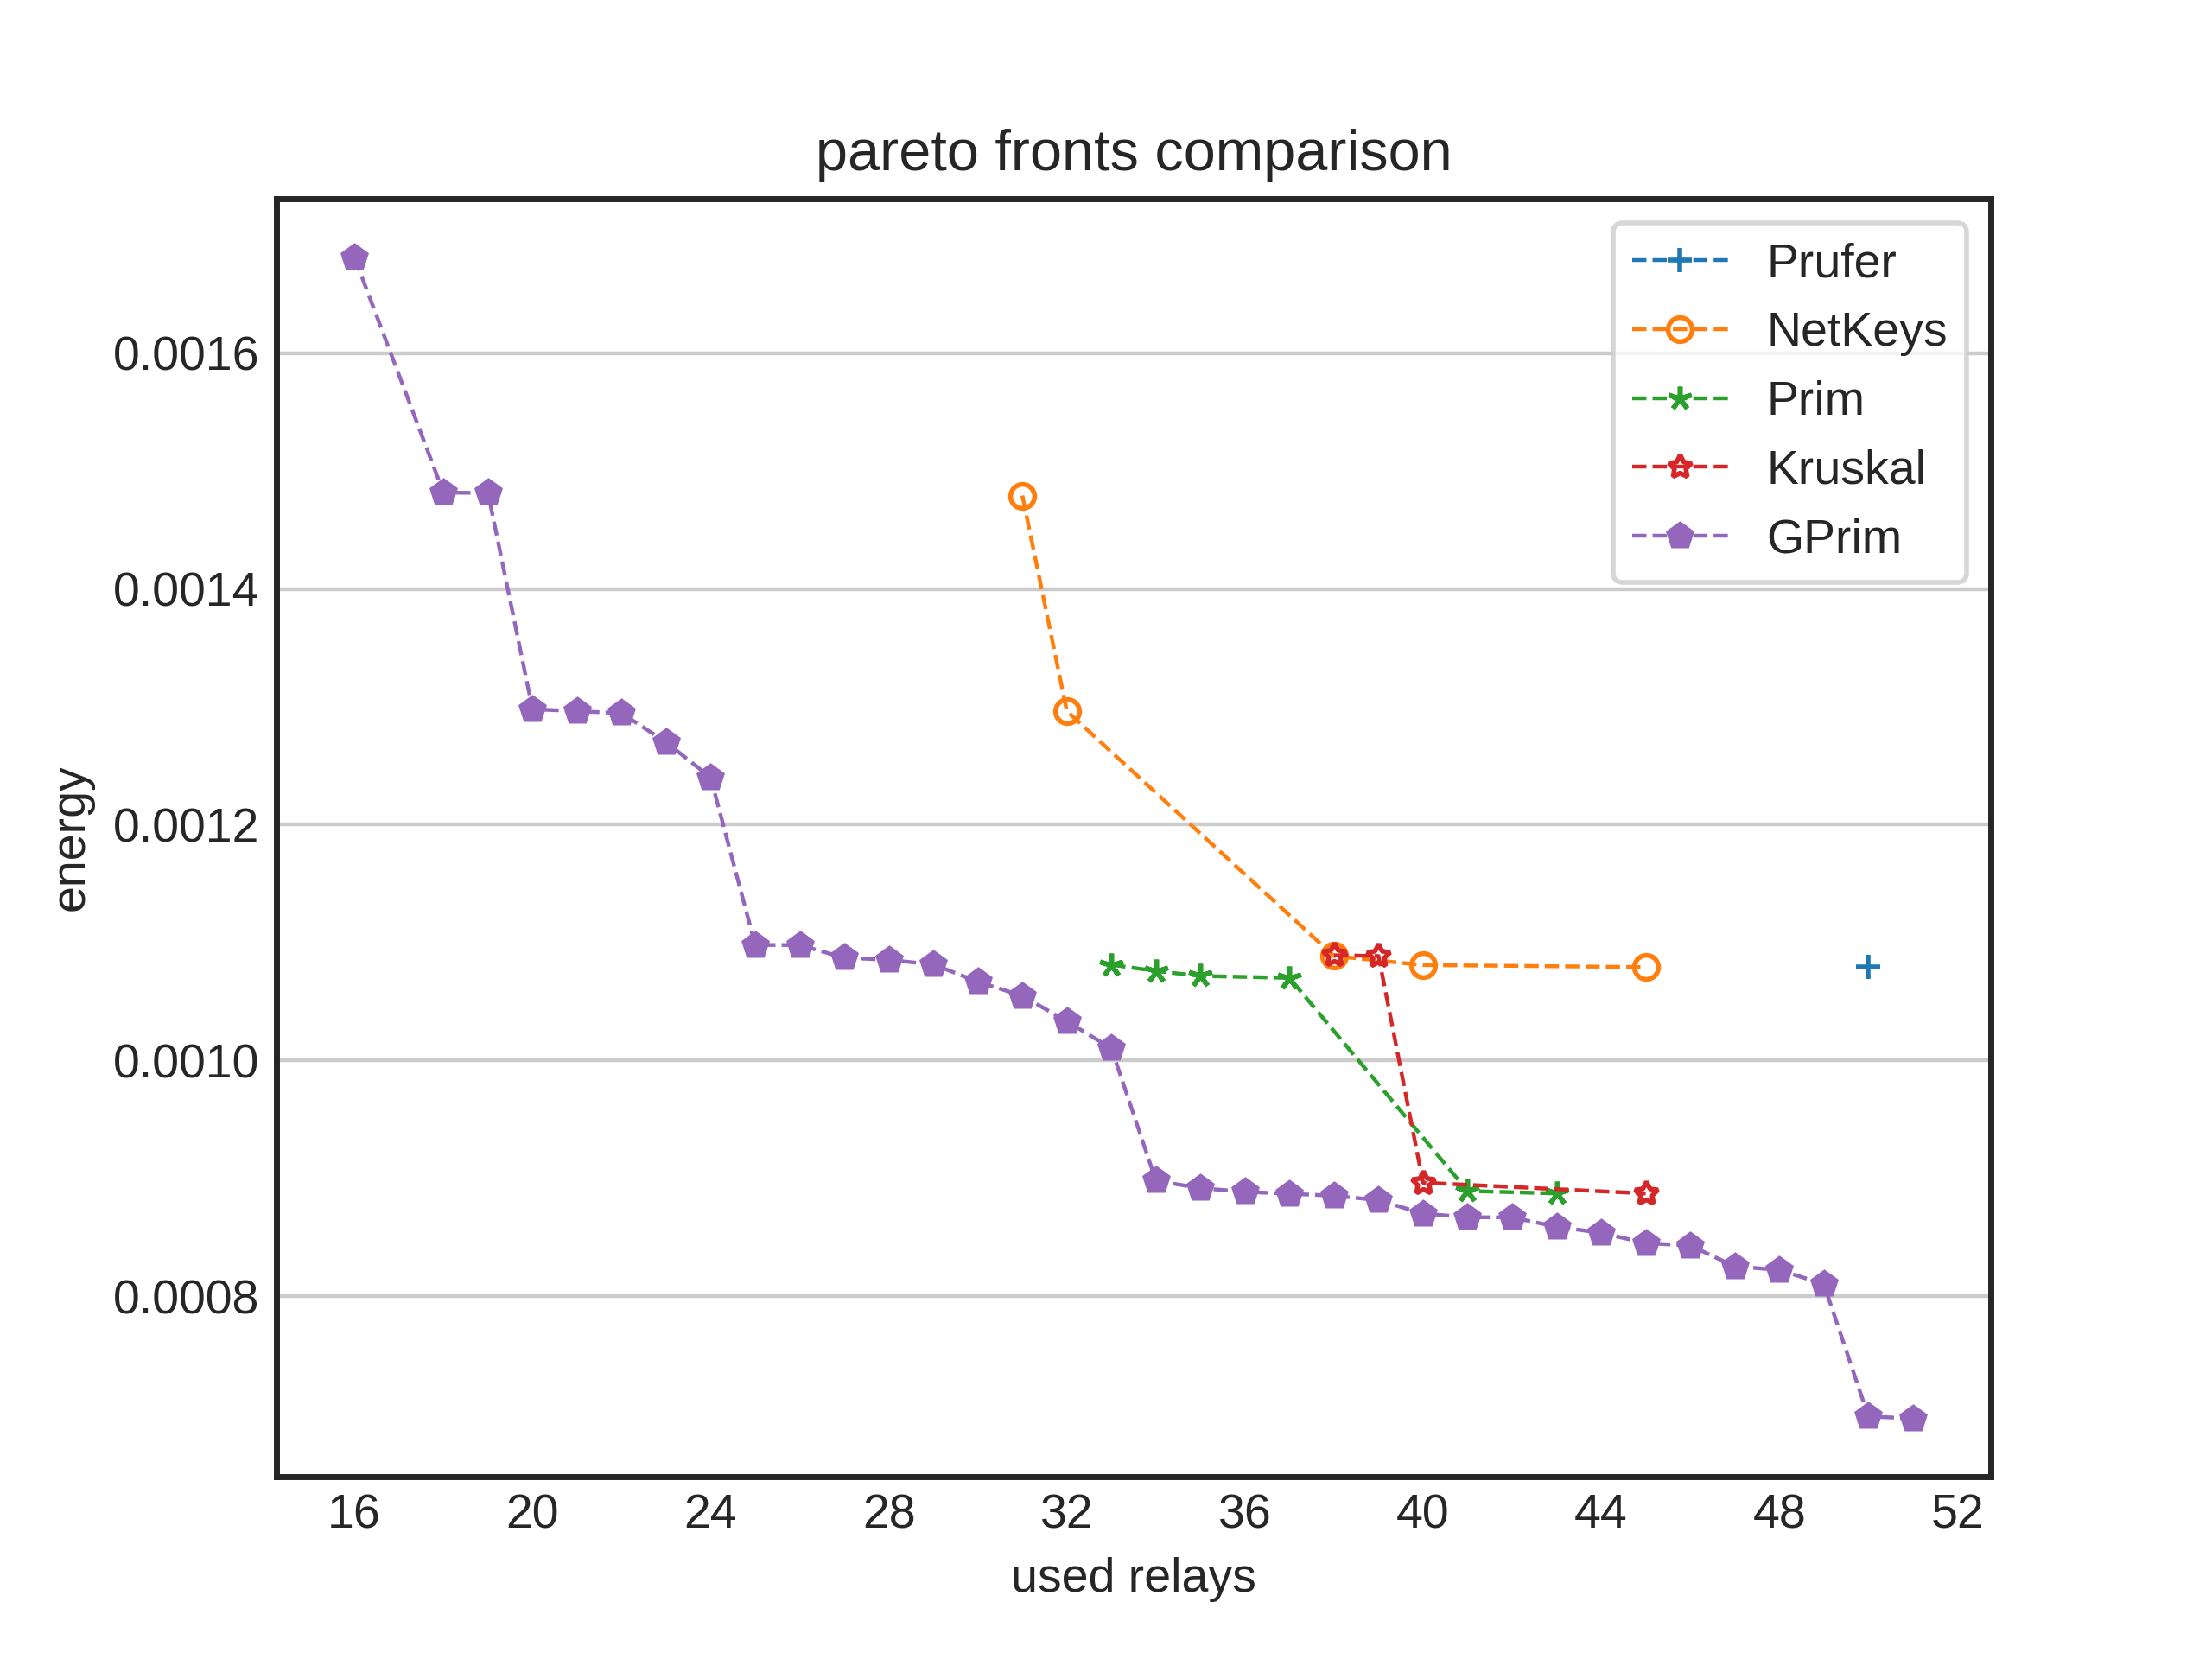 pareto fronts comparison
Prufer
NetKeys
Prim
Kruskal
GPrim
energy
0.0016
0.0014
0.0012
0.0010
0.0008
16 20 24 28 32 36 40 44 48 52
used relays